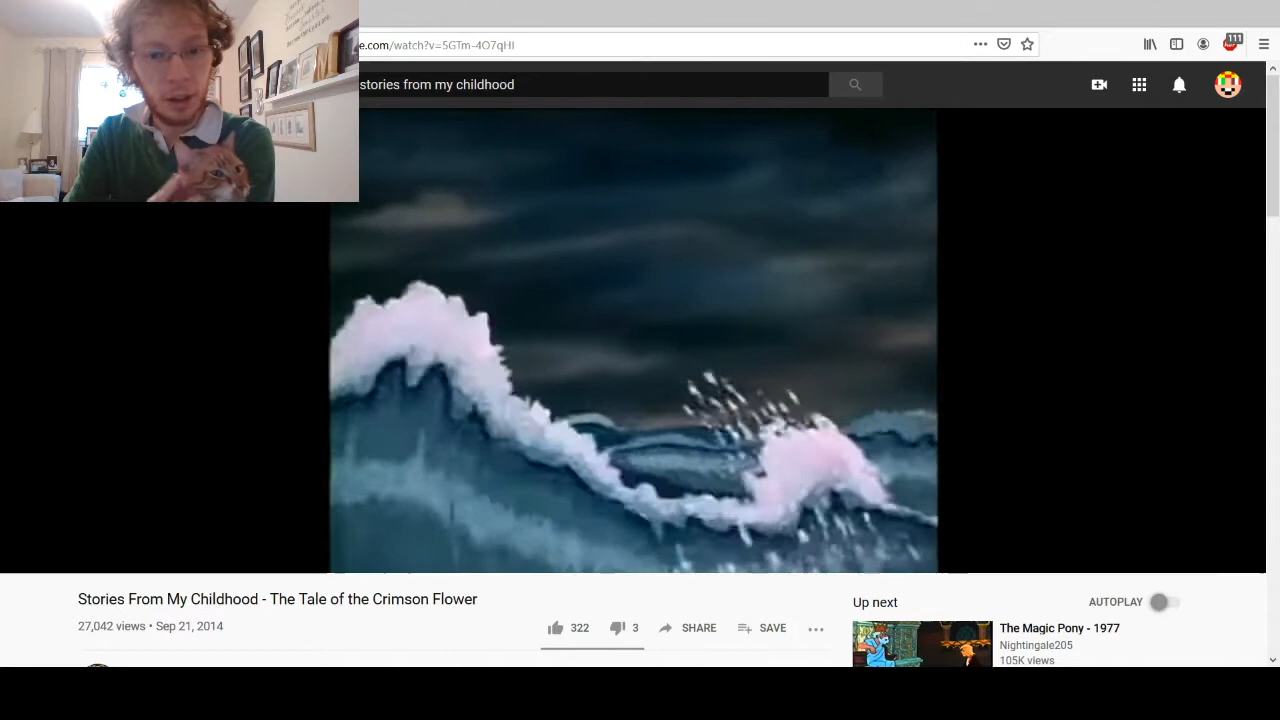 e.com/watch?v=5GTm-4O7qHI
111
stories from my childhood
Stories From My Childhood - The Tale of the Crimson Flower
27,042 views • Sep 21, 2014
322
3
SHARE
SAVE
Up next
AUTOPLAY
The Magic Pony - 1977
Nightingale205
105K views